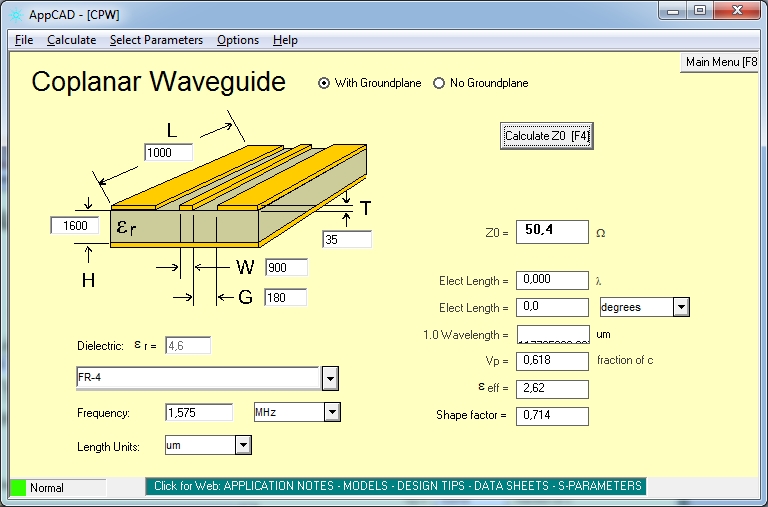 AppCAD - [CPW]
File Calculate Select Parameters Options Help
Main Menu [F8
Coplanar Waveguide
With Groundplane No Groundplane
Calculate Z0 [F4]
L
1000
1600
εr
T
35
H
W 900
G 180
Z0 = 50,4 Ω
Elect Length = 0,000 λ
Elect Length = 0,0 degrees
1.0 Wavelength = um
Vp = 0,618 fraction of c
ε eff = 2,62
Shape factor = 0,714
Dielectric: ε r = 4,6
FR-4
Frequency: 1,575 MHz
Length Units: um
Normal
Click for Web: APPLICATION NOTES - MODELS - DESIGN TIPS - DATA SHEETS - S-PARAMETERS